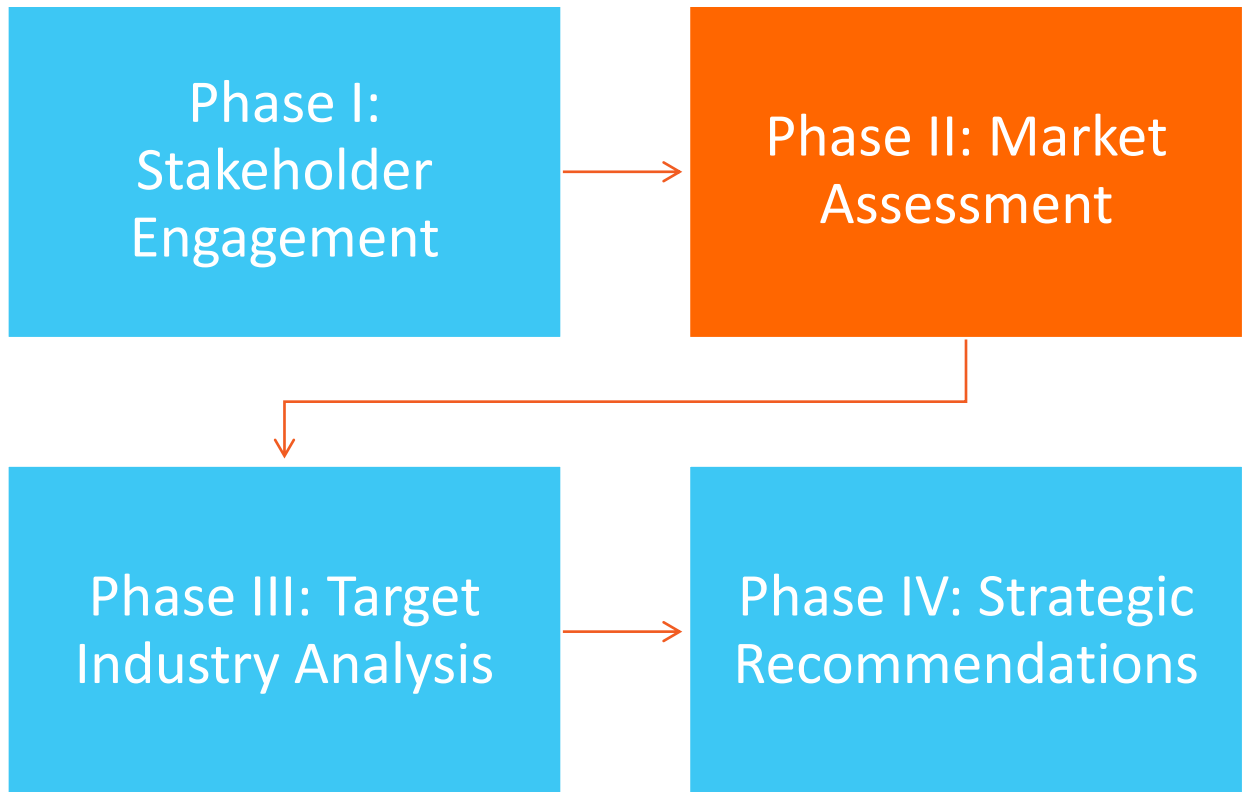 Phase I:
Stakeholder
Engagement
Phase II: Market
Assessment
Phase III: Target
Industry Analysis
Phase IV: Strategic
Recommendations